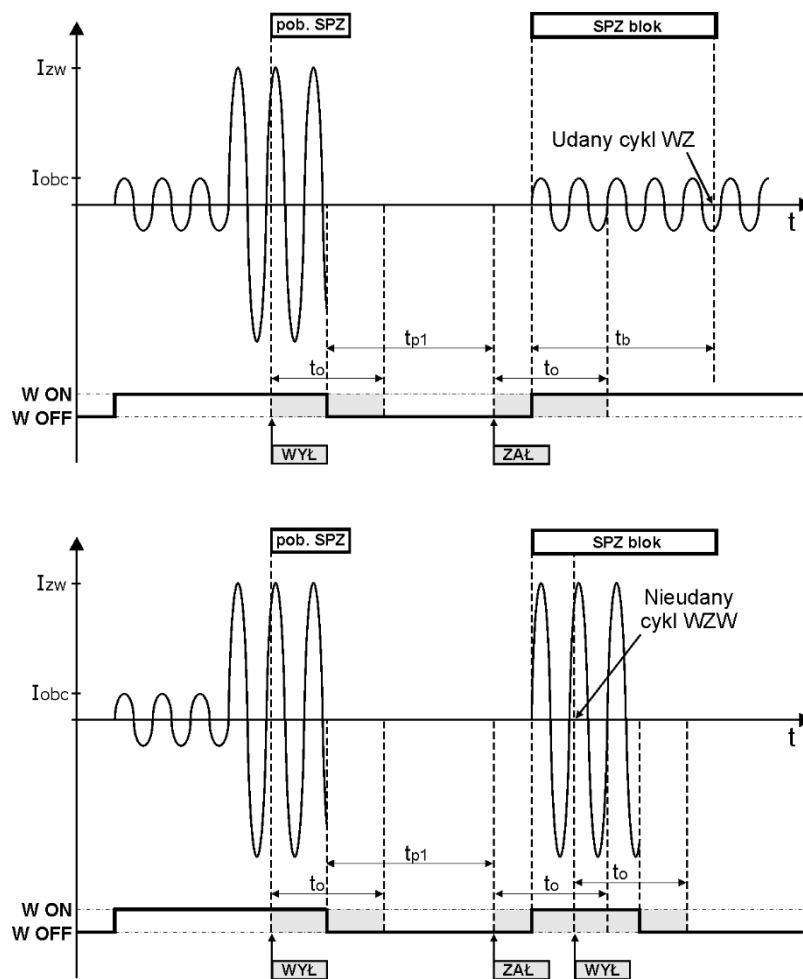 pob. SPZ
SPZ blok
Izw
Udany cykl WZ
Iobc
t
tp1
tb
to
to
W ON
W OFF
WYŁ
ZAŁ
pob. SPZ
SPZ blok
Izw
Nieudany
cykl WZW
Iobc
t
tp1
to
to
to
W ON
W OFF
WYŁ
ZAŁ
WYŁ